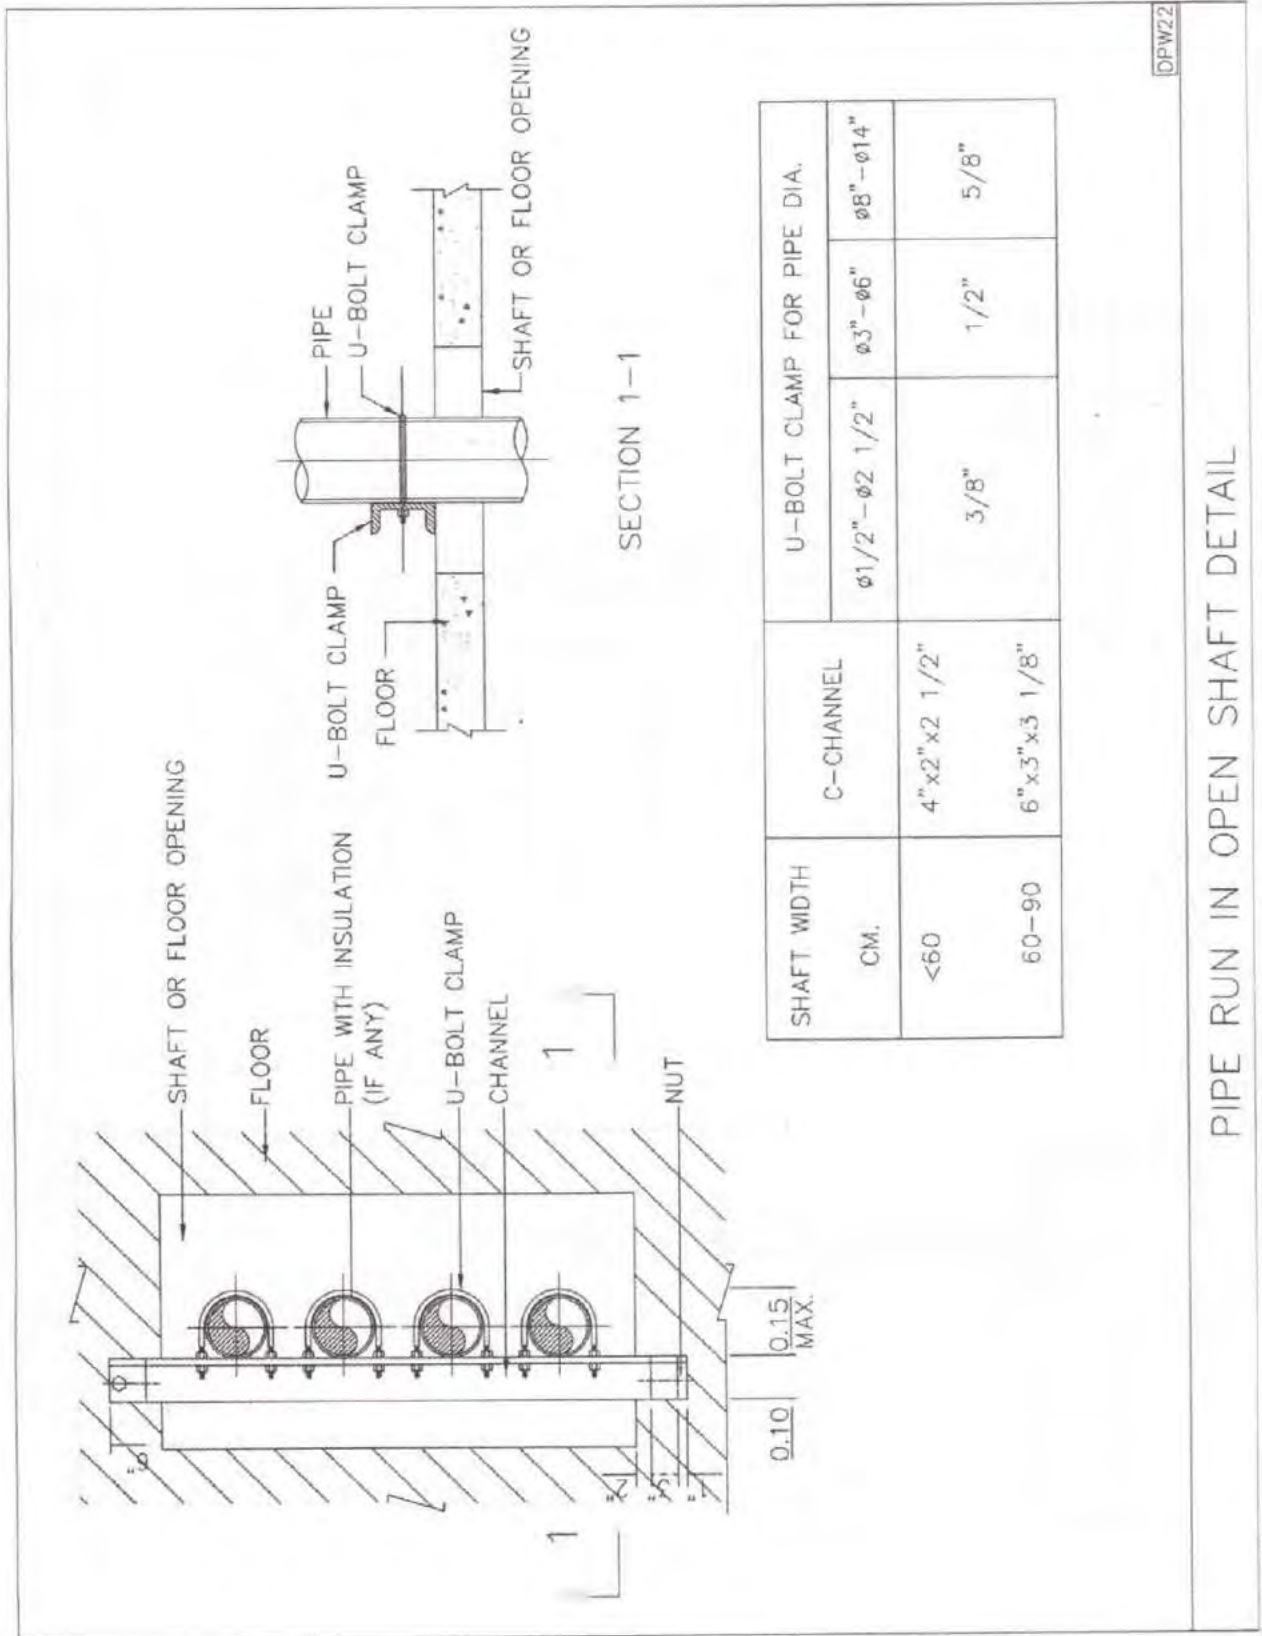 SHAFT OR FLOOR OPENING
FLOOR
PIPE WITH INSULATION
(IF ANY)
U-BOLT CLAMP
CHANNEL
1
1
NUT
6"
2"
3"
1"
0.10
0.15
MAX.
PIPE
U-BOLT CLAMP
U-BOLT CLAMP
FLOOR
SHAFT OR FLOOR OPENING
SECTION 1-1
SHAFT WIDTH
CM.
C-CHANNEL
U-BOLT CLAMP FOR PIPE DIA.
ø1/2"-ø2 1/2"
ø3"-ø6"
ø8"-ø14"
<60
4"x2"x2 1/2"
60-90
6"x3"x3 1/8"
3/8"
1/2"
5/8"
DPW22
PIPE RUN IN OPEN SHAFT DETAIL